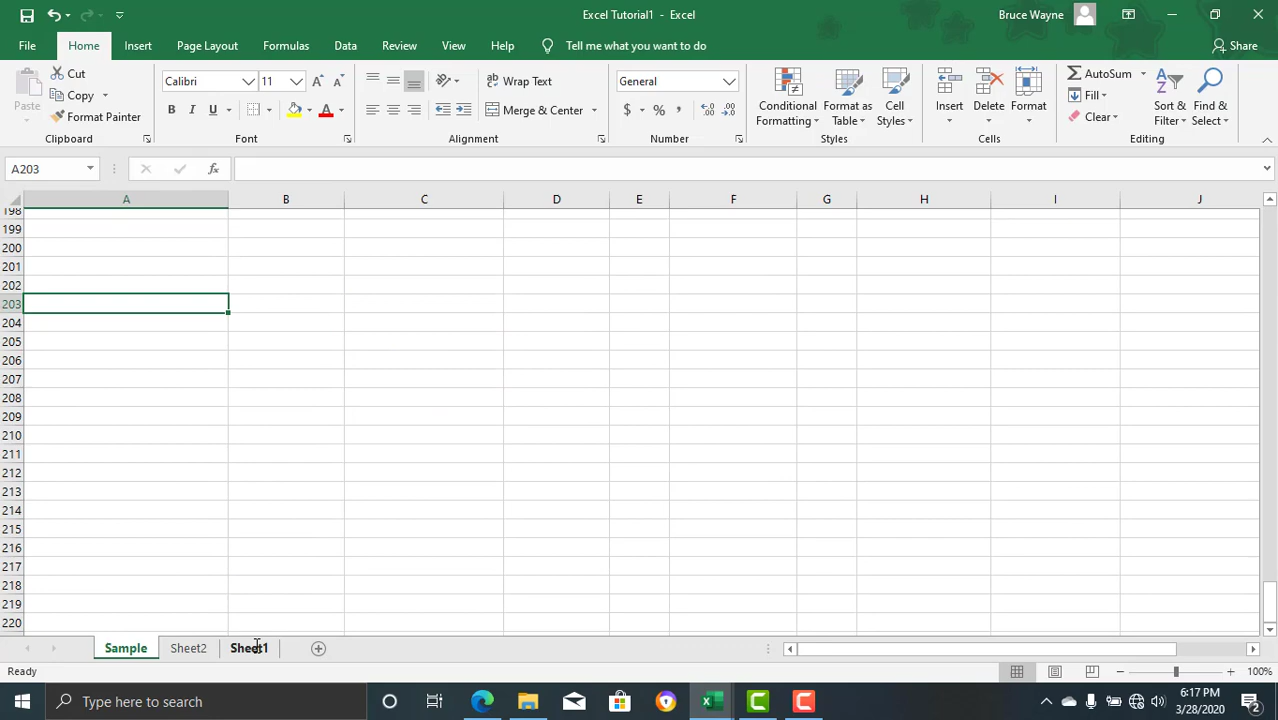 Excel Tutorial1 - Excel
Bruce Wayne
File Home Insert Page Layout Formulas Data Review View Help Tell me what you want to do Share
Paste
Cut
Copy
Format Painter
Clipboard
Calibri 11
B I U A
Font
Wrap Text
Merge & Center
Alignment
General
$ % ,
Number
Conditional Formatting
Format as Table
Cell Styles
Styles
Insert
Delete
Format
Cells
AutoSum
Fill
Clear
Sort & Filter
Find & Select
Editing
A203 fx
A B C D E F G H I J
198
199
200
201
202
203
204
205
206
207
208
209
210
211
212
213
214
215
216
217
218
219
220
Sample Sheet2 Sheet1
Ready 100%
Type here to search
6:17 PM
3/28/2020
2